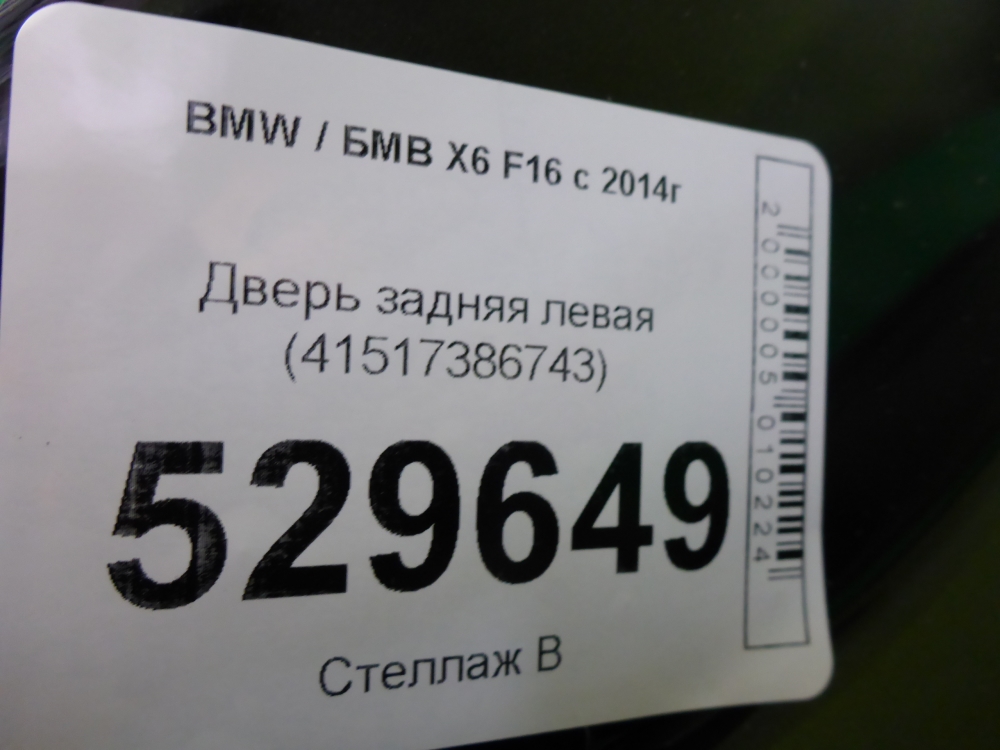 BMW / БМВ X6 F16 с 2014г
Дверь задняя левая
(41517386743)
529649
Стеллаж В
2000005010224